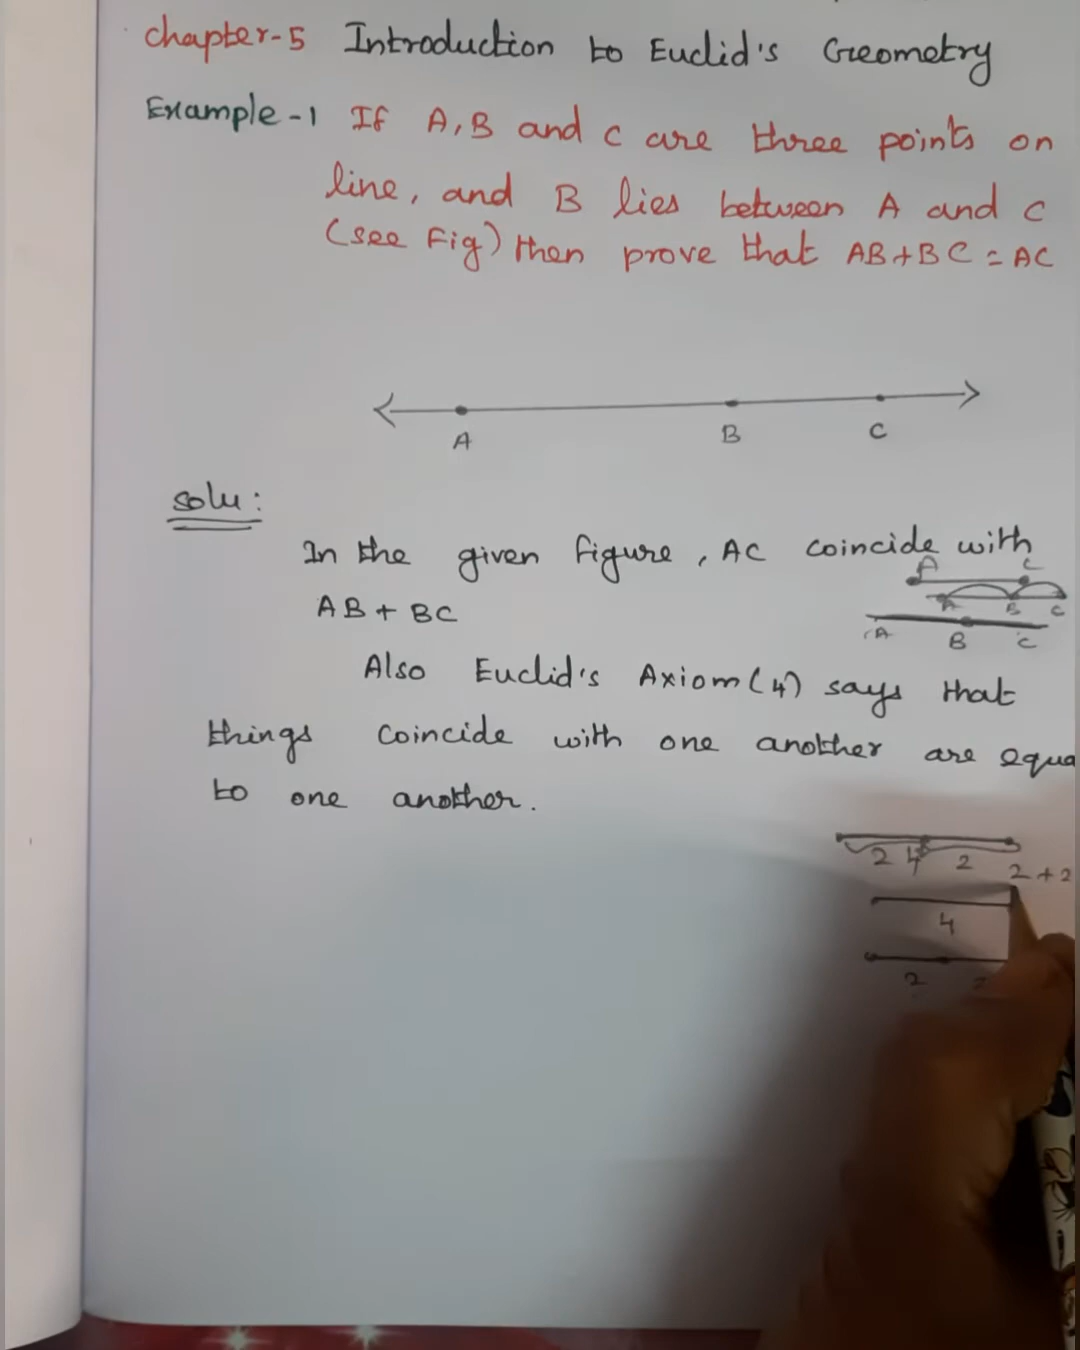 chapter-5 Introduction to Euclid's Geometry
Example-1 If A, B and C are three points on
line, and B lies between A and C
(see Fig) then prove that AB+BC = AC
A B C
solu:
In the given figure, AC coincide with
A C
A B C
AB + BC
A B C
Also Euclid's Axiom (4) says that
things coincide with one another are equa
to one another.
2 4 2 2+2
4
2